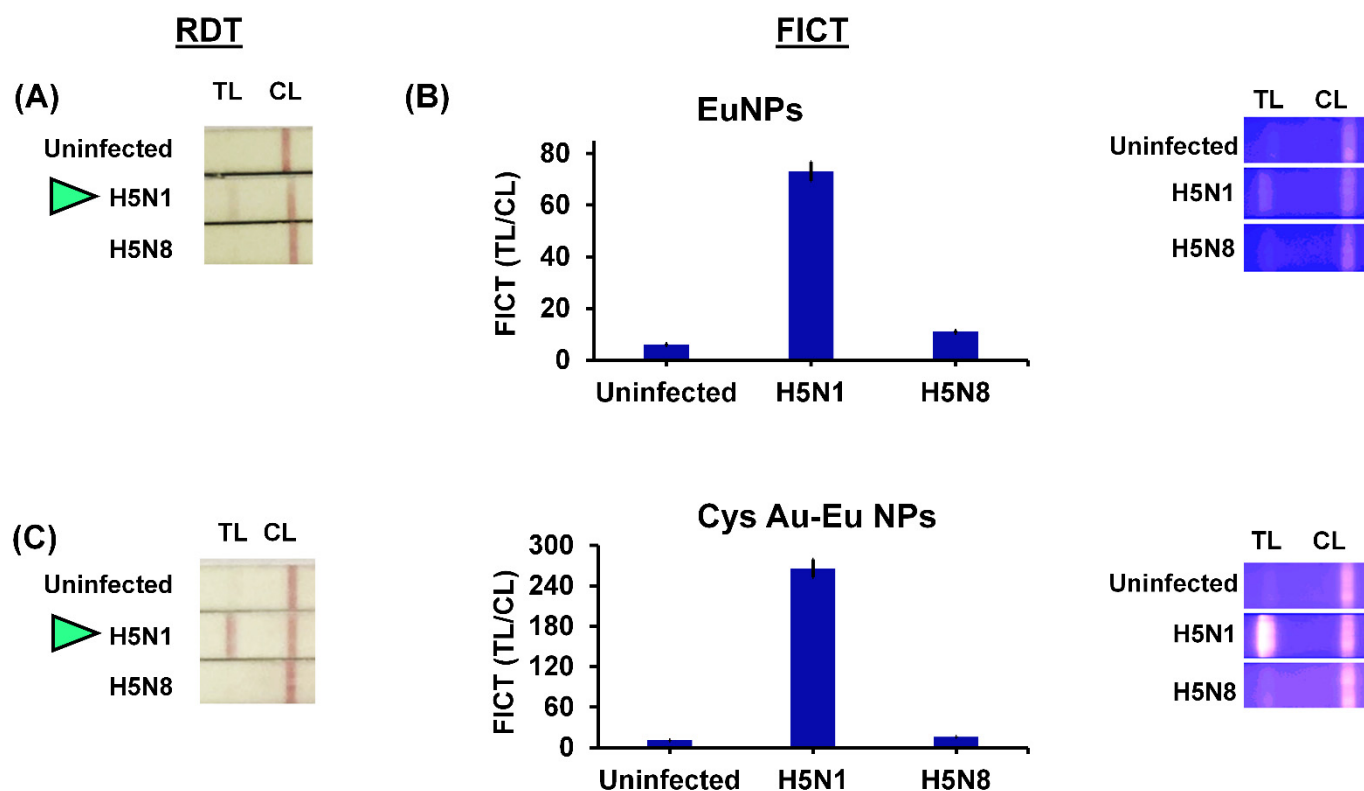 RDT
FICT
(A)
TL CL
Uninfected
H5N1
H5N8
(B)
EuNPs
FICT (TL/CL)
80
60
40
20
0
Uninfected H5N1 H5N8
TL CL
Uninfected
H5N1
H5N8
(C)
TL CL
Uninfected
H5N1
H5N8
Cys Au-Eu NPs
FICT (TL/CL)
300
240
180
120
60
0
Uninfected H5N1 H5N8
TL CL
Uninfected
H5N1
H5N8